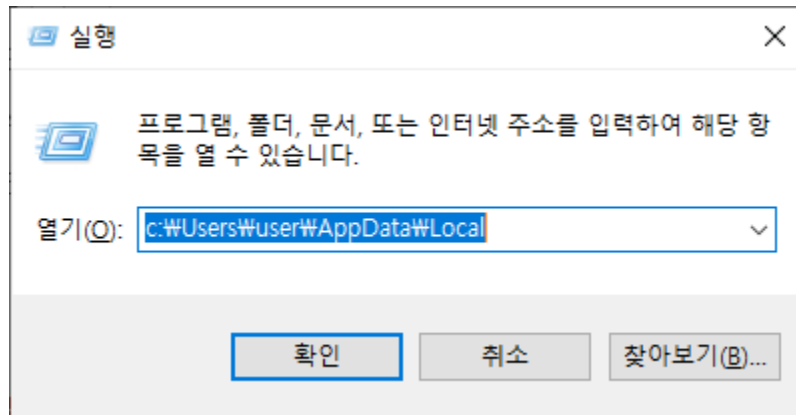 실행
프로그램, 폴더, 문서, 또는 인터넷 주소를 입력하여 해당 항
목을 열 수 있습니다.
열기(O): c:₩Users₩user₩AppData₩Local
확인 취소 찾아보기(B)...